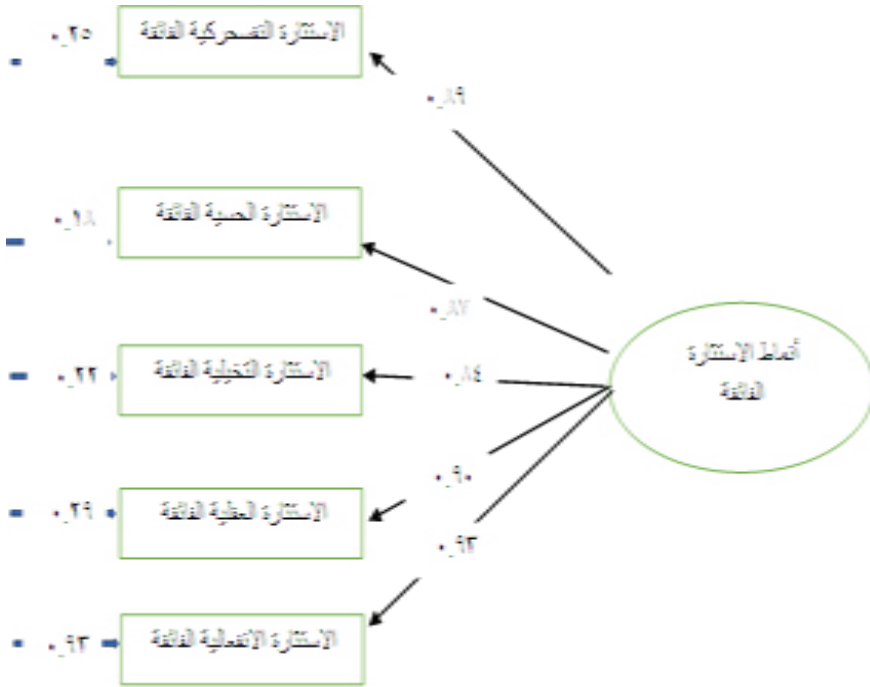 الاستثارة النفسحركية الفائقة
٠.٢٥
٠.٨٩
الاستثارة الحسية الفائقة
٠.١٨
٠.٨٧
أنماط الاستثارة
الفائقة
الاستثارة التخيلية الفائقة
٠.٢٢
٠.٨٤
الاستثارة العقلية الفائقة
٠.٢٩
٠.٩٠
الاستثارة الانفعالية الفائقة
٠.٩٣
٠.٩٣